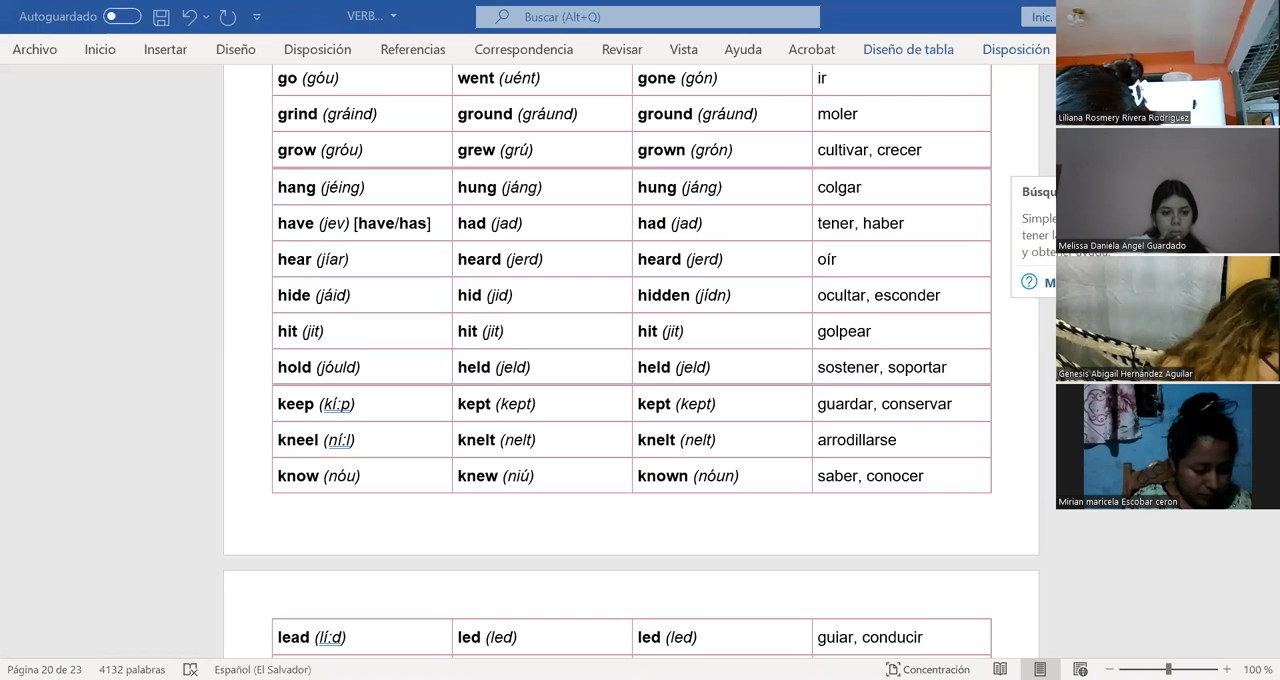 Autoguardado VERB... Buscar (Alt+Q) Inic.
Archivo Inicio Insertar Diseño Disposición Referencias Correspondencia Revisar Vista Ayuda Acrobat Diseño de tabla Disposición
go (góu) went (uént) gone (gón) ir
grind (gráind) ground (gráund) ground (gráund) moler
grow (gróu) grew (grú) grown (grón) cultivar, crecer
hang (jéing) hung (jáng) hung (jáng) colgar
have (jev) [have/has] had (jad) had (jad) tener, haber
hear (jíar) heard (jerd) heard (jerd) oír
hide (jáid) hid (jid) hidden (jídn) ocultar, esconder
hit (jit) hit (jit) hit (jit) golpear
hold (jóuld) held (jeld) held (jeld) sostener, soportar
keep (kí:p) kept (kept) kept (kept) guardar, conservar
kneel (ní:l) knelt (nelt) knelt (nelt) arrodillarse
know (nóu) knew (niú) known (nóun) saber, conocer
lead (lí:d) led (led) led (led) guiar, conducir
Búsqu
Simple
tener l
y obtener ayuda.
M
Liliana Rosmery Rivera Rodriguez
Melissa Daniela Angel Guardado
Genesis Abigail Hernández Aguilar
Mirian maricela Escobar ceron
Página 20 de 23 4132 palabras Español (El Salvador) Concentración 100 %